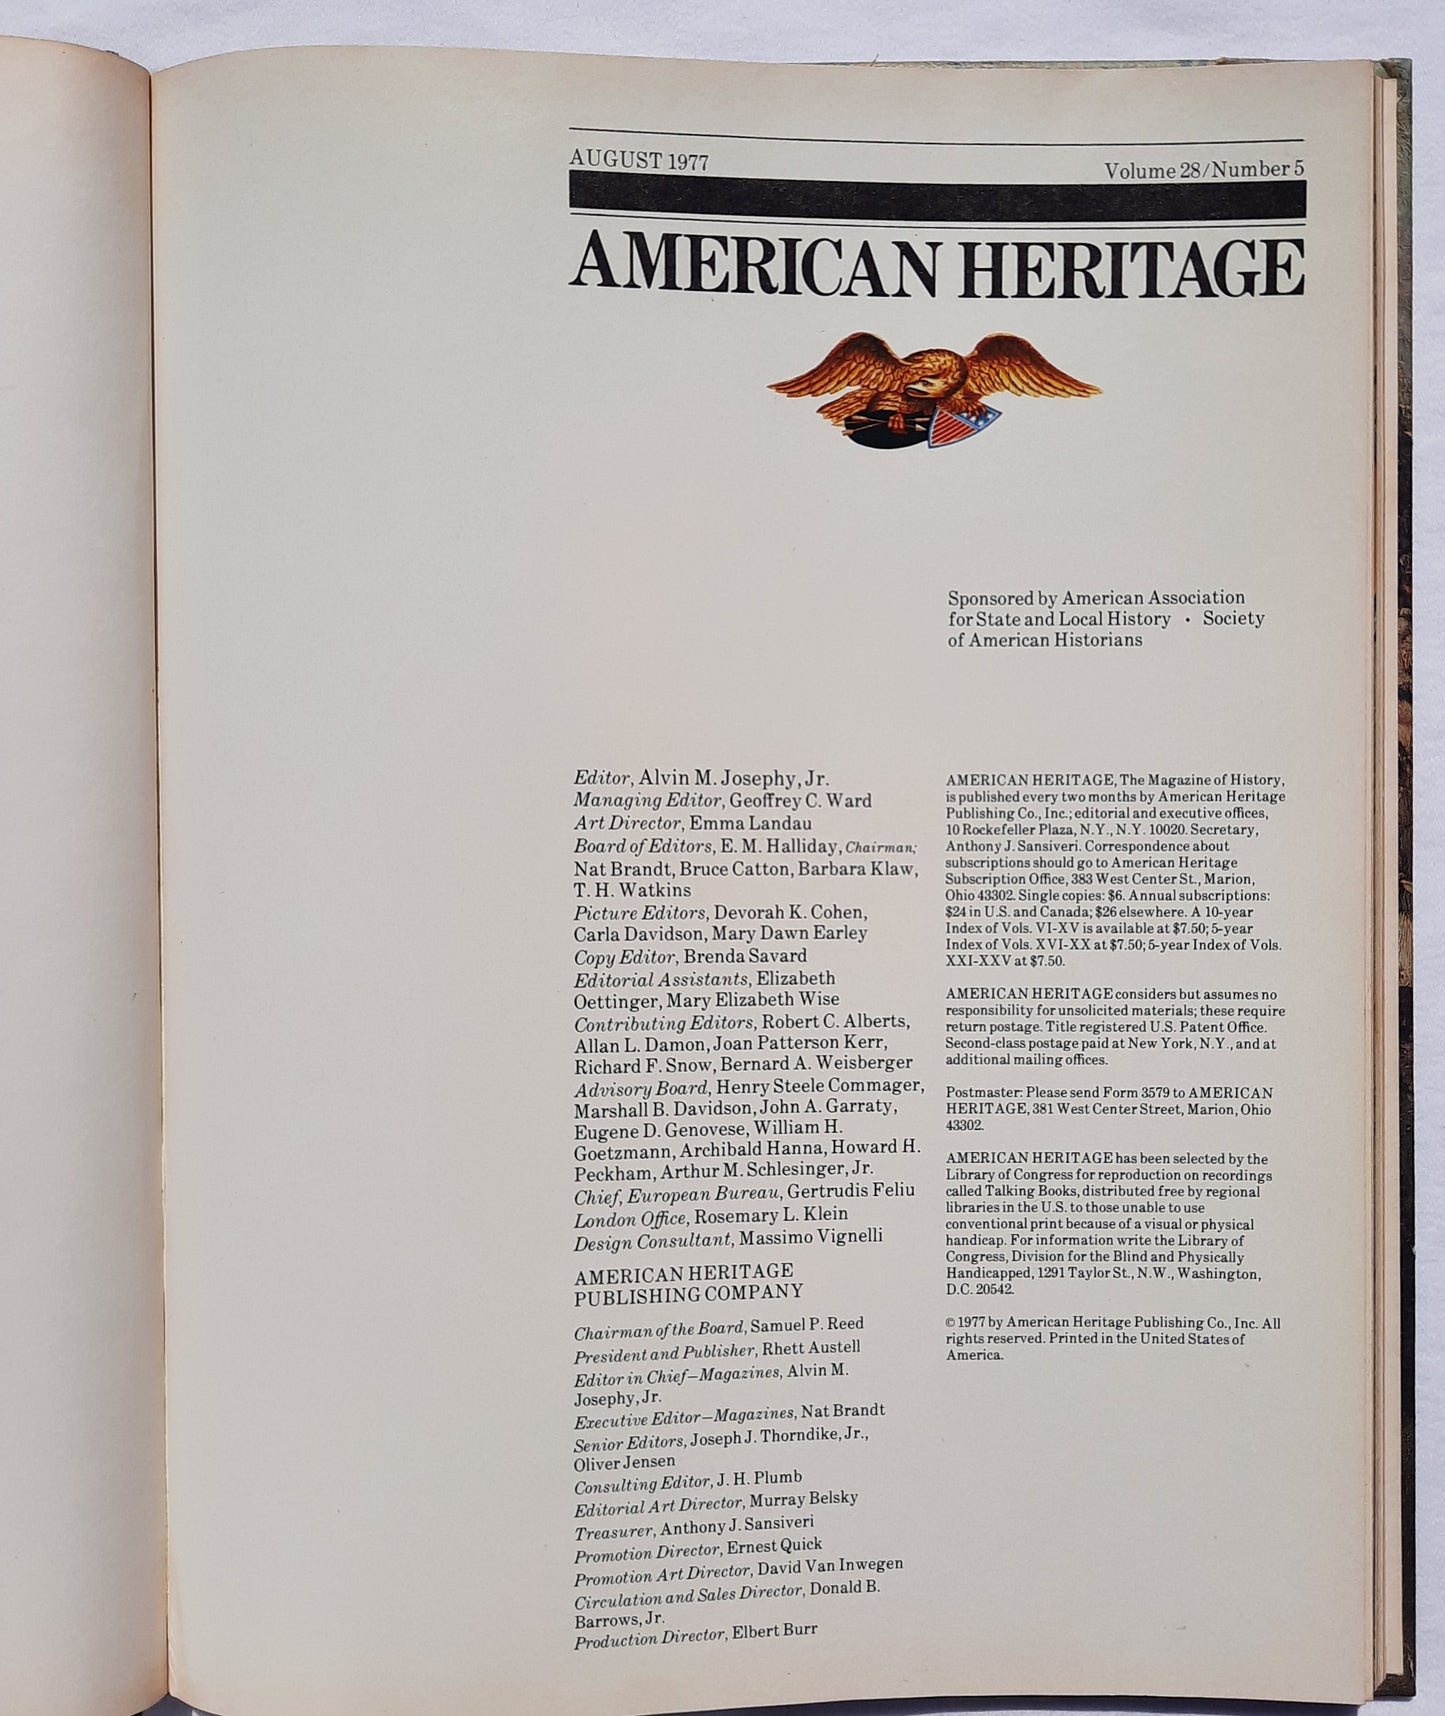 AUGUST 1977
Volume 28/Number 5
AMERICAN HERITAGE
Sponsored by American Association
for State and Local History • Society
of American Historians
Editor, Alvin M. Josephy, Jr.
Managing Editor, Geoffrey C. Ward
Art Director, Emma Landau
Board of Editors, E. M. Halliday, Chairman;
Nat Brandt, Bruce Catton, Barbara Klaw,
T. H. Watkins
Picture Editors, Devorah K. Cohen,
Carla Davidson, Mary Dawn Earley
Copy Editor, Brenda Savard
Editorial Assistants, Elizabeth
Oettinger, Mary Elizabeth Wise
Contributing Editors, Robert C. Alberts,
Allan L. Damon, Joan Patterson Kerr,
Richard F. Snow, Bernard A. Weisberger
Advisory Board, Henry Steele Commager,
Marshall B. Davidson, John A. Garraty,
Eugene D. Genovese, William H.
Goetzmann, Archibald Hanna, Howard H.
Peckham, Arthur M. Schlesinger, Jr.
Chief, European Bureau, Gertrudis Feliu
London Office, Rosemary L. Klein
Design Consultant, Massimo Vignelli
AMERICAN HERITAGE
PUBLISHING COMPANY
Chairman of the Board, Samuel P. Reed
President and Publisher, Rhett Austell
Editor in Chief—Magazines, Alvin M.
Josephy, Jr.
Executive Editor—Magazines, Nat Brandt
Senior Editors, Joseph J. Thorndike, Jr.,
Oliver Jensen
Consulting Editor, J. H. Plumb
Editorial Art Director, Murray Belsky
Treasurer, Anthony J. Sansiveri
Promotion Director, Ernest Quick
Promotion Art Director, David Van Inwegen
Circulation and Sales Director, Donald B.
Barrows, Jr.
Production Director, Elbert Burr
AMERICAN HERITAGE, The Magazine of History,
is published every two months by American Heritage
Publishing Co., Inc.; editorial and executive offices,
10 Rockefeller Plaza, N.Y., N.Y. 10020. Secretary,
Anthony J. Sansiveri. Correspondence about
subscriptions should go to American Heritage
Subscription Office, 383 West Center St., Marion,
Ohio 43302. Single copies: $6. Annual subscriptions:
$24 in U.S. and Canada; $26 elsewhere. A 10-year
Index of Vols. VI-XV is available at $7.50; 5-year
Index of Vols. XVI-XX at $7.50; 5-year Index of Vols.
XXI-XXV at $7.50.
AMERICAN HERITAGE considers but assumes no
responsibility for unsolicited materials; these require
return postage. Title registered U.S. Patent Office.
Second-class postage paid at New York, N.Y., and at
additional mailing offices.
Postmaster: Please send Form 3579 to AMERICAN
HERITAGE, 381 West Center Street, Marion, Ohio
43302.
AMERICAN HERITAGE has been selected by the
Library of Congress for reproduction on recordings
called Talking Books, distributed free by regional
libraries in the U.S. to those unable to use
conventional print because of a visual or physical
handicap. For information write the Library of
Congress, Division for the Blind and Physically
Handicapped, 1291 Taylor St., N.W., Washington,
D.C. 20542.
© 1977 by American Heritage Publishing Co., Inc. All
rights reserved. Printed in the United States of
America.